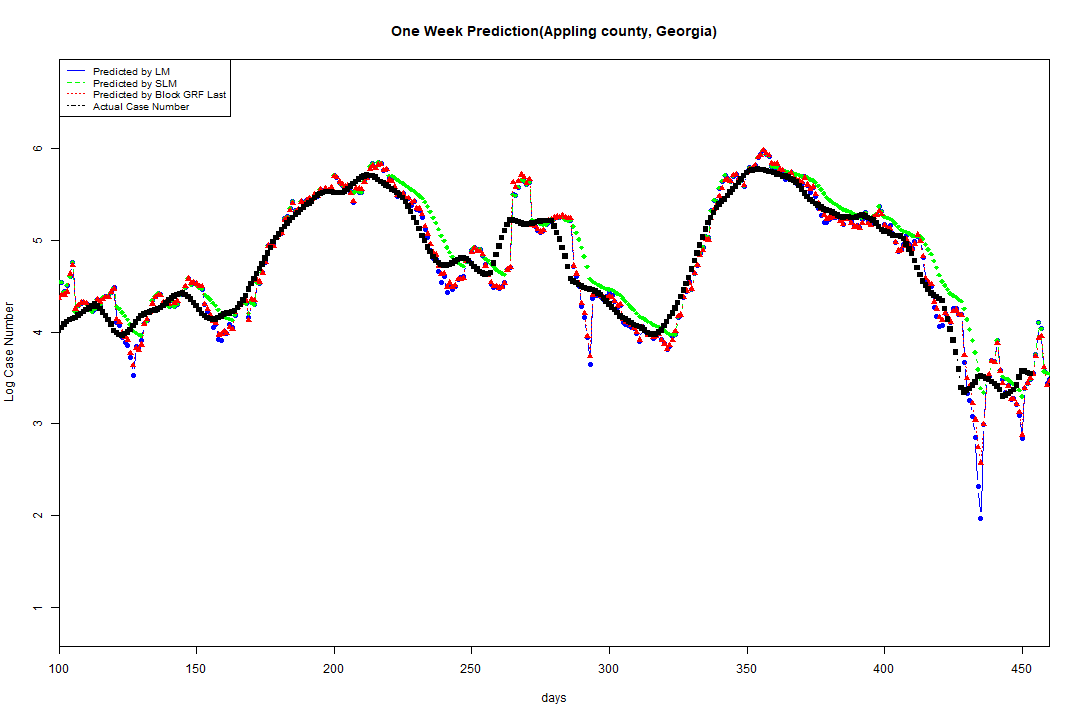 One Week Prediction(Appling county, Georgia)
Predicted by LM
Predicted by SLM
Predicted by Block GRF Last
Actual Case Number
6
5
4
3
2
1
Log Case Number
100 150 200 250 300 350 400 450
days